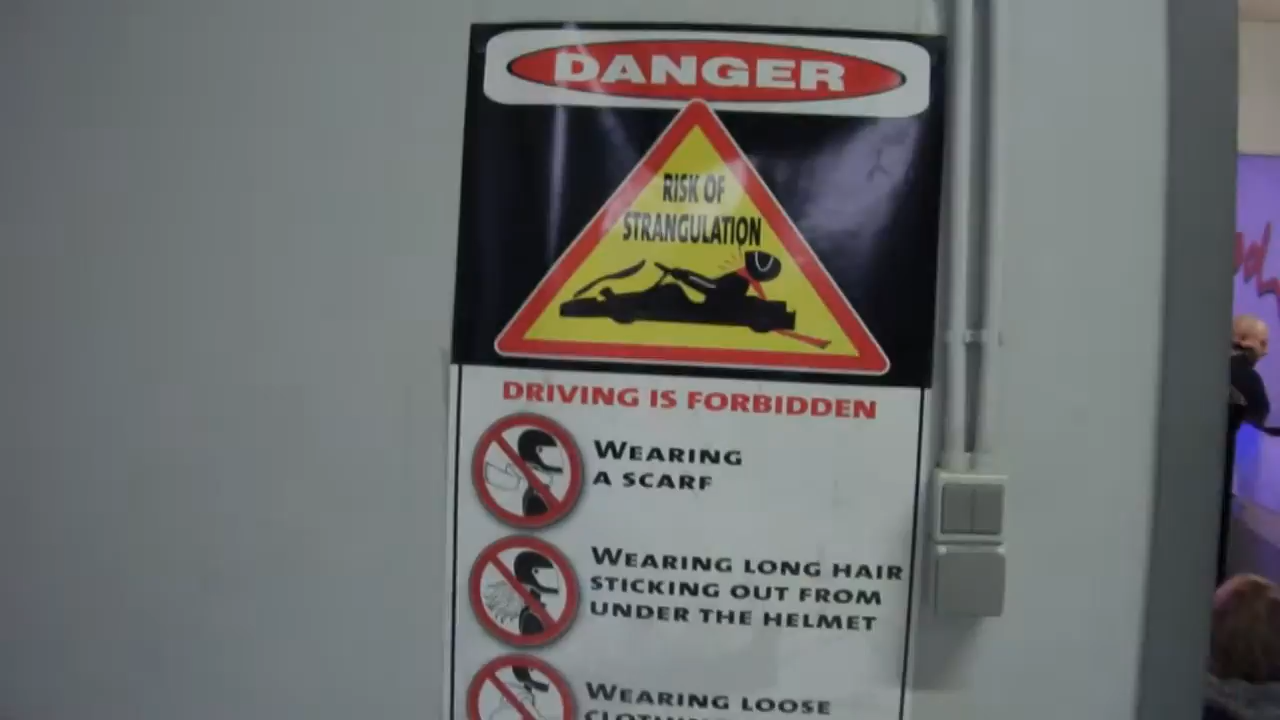 DANGER
RISK OF
STRANGULATION
DRIVING IS FORBIDDEN
WEARING
A SCARF
WEARING LONG HAIR
STICKING OUT FROM
UNDER THE HELMET
WEARING LOOSE